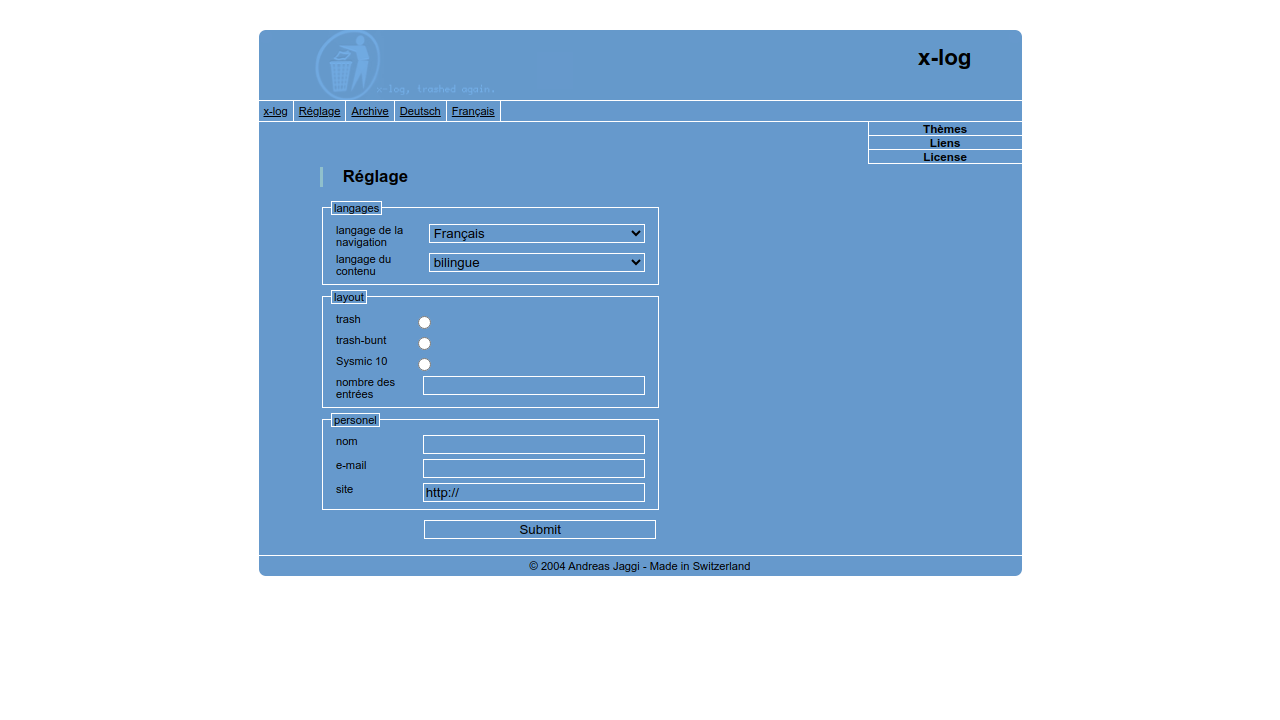 x-log, trashed again.
x-log
x-log Réglage Archive Deutsch Français
Thèmes
Liens
License
Réglage
langages
langage de la
navigation
Français
langage du
contenu
bilingue
layout
trash
trash-bunt
Sysmic 10
nombre des
entrées
personel
nom
e-mail
site
http://
Submit
© 2004 Andreas Jaggi - Made in Switzerland